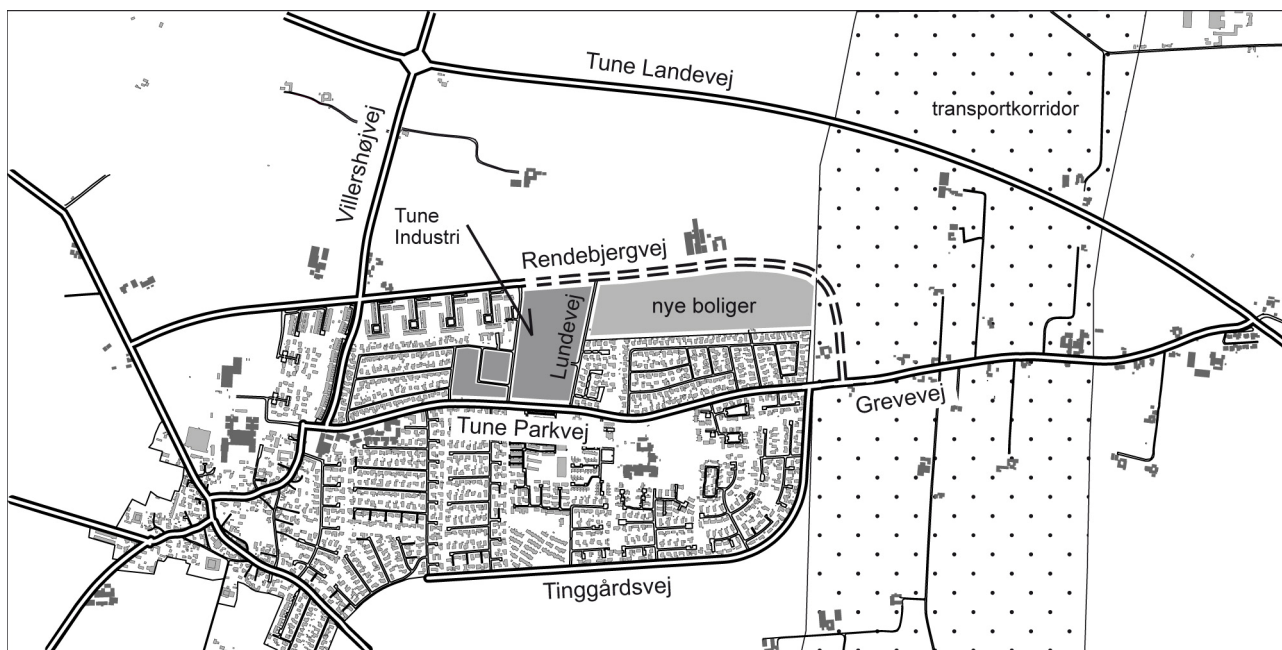 Tune Landevej
transportkorridor
Villershøjvej
Tune
Industri
Rendebjergvej
nye boliger
Lundevej
Grevevej
Tune Parkvej
Tinggårdsvej